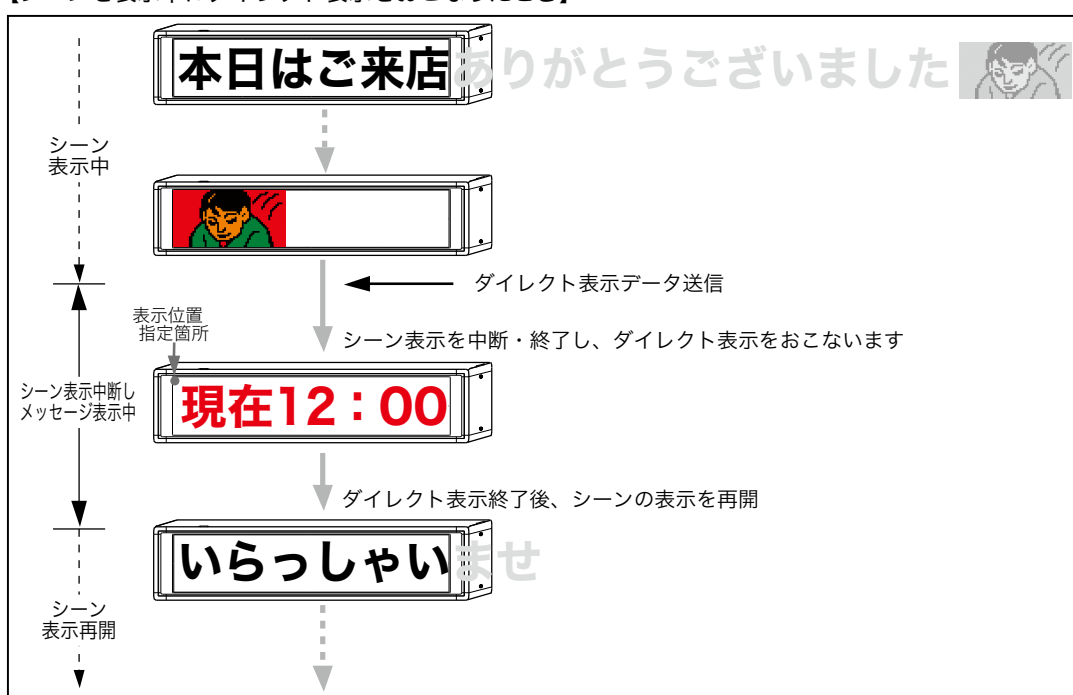 本日はご来店ありがとうございました
シーン
表示中
ダイレクト表示データ送信
表示位置
指定箇所
シーン表示を中断・終了し、ダイレクト表示をおこないます
シーン表示中断し
メッセージ表示中
現在12：00
ダイレクト表示終了後、シーンの表示を再開
いらっしゃいませ
シーン
表示再開